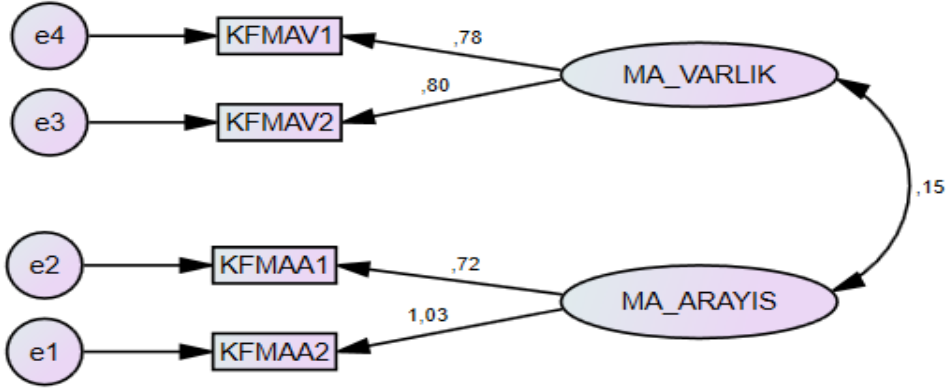 e4
KFMAV1
,78
MA_VARLIK
,80
e3
KFMAV2
,15
e2
KFMAA1
,72
MA_ARAYIS
1,03
e1
KFMAA2